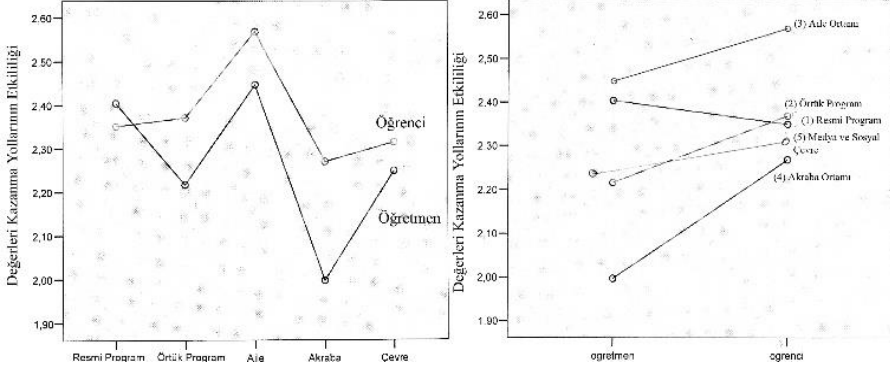 Değerleri Kazanma Yollarının Etkililiği
2.60
2.50
2.40
2.30
2.20
2,10
2,00
1,90
Öğrenci
Öğretmen
Resmi Program
Örtük Program
Aile
Akraba
Çevre
Değerleri Kazanma Yollarının Etkililiği
2.60
2.50
2.40
2.30
2.20
2.10
2.00
1.90
(3) Aile Ortamı
(2) Örtük Program
(1) Resmi Program
(5) Medya ve Sosyal
Çevre
(4) Akraba Ortamı
ogretmen
ogrenci